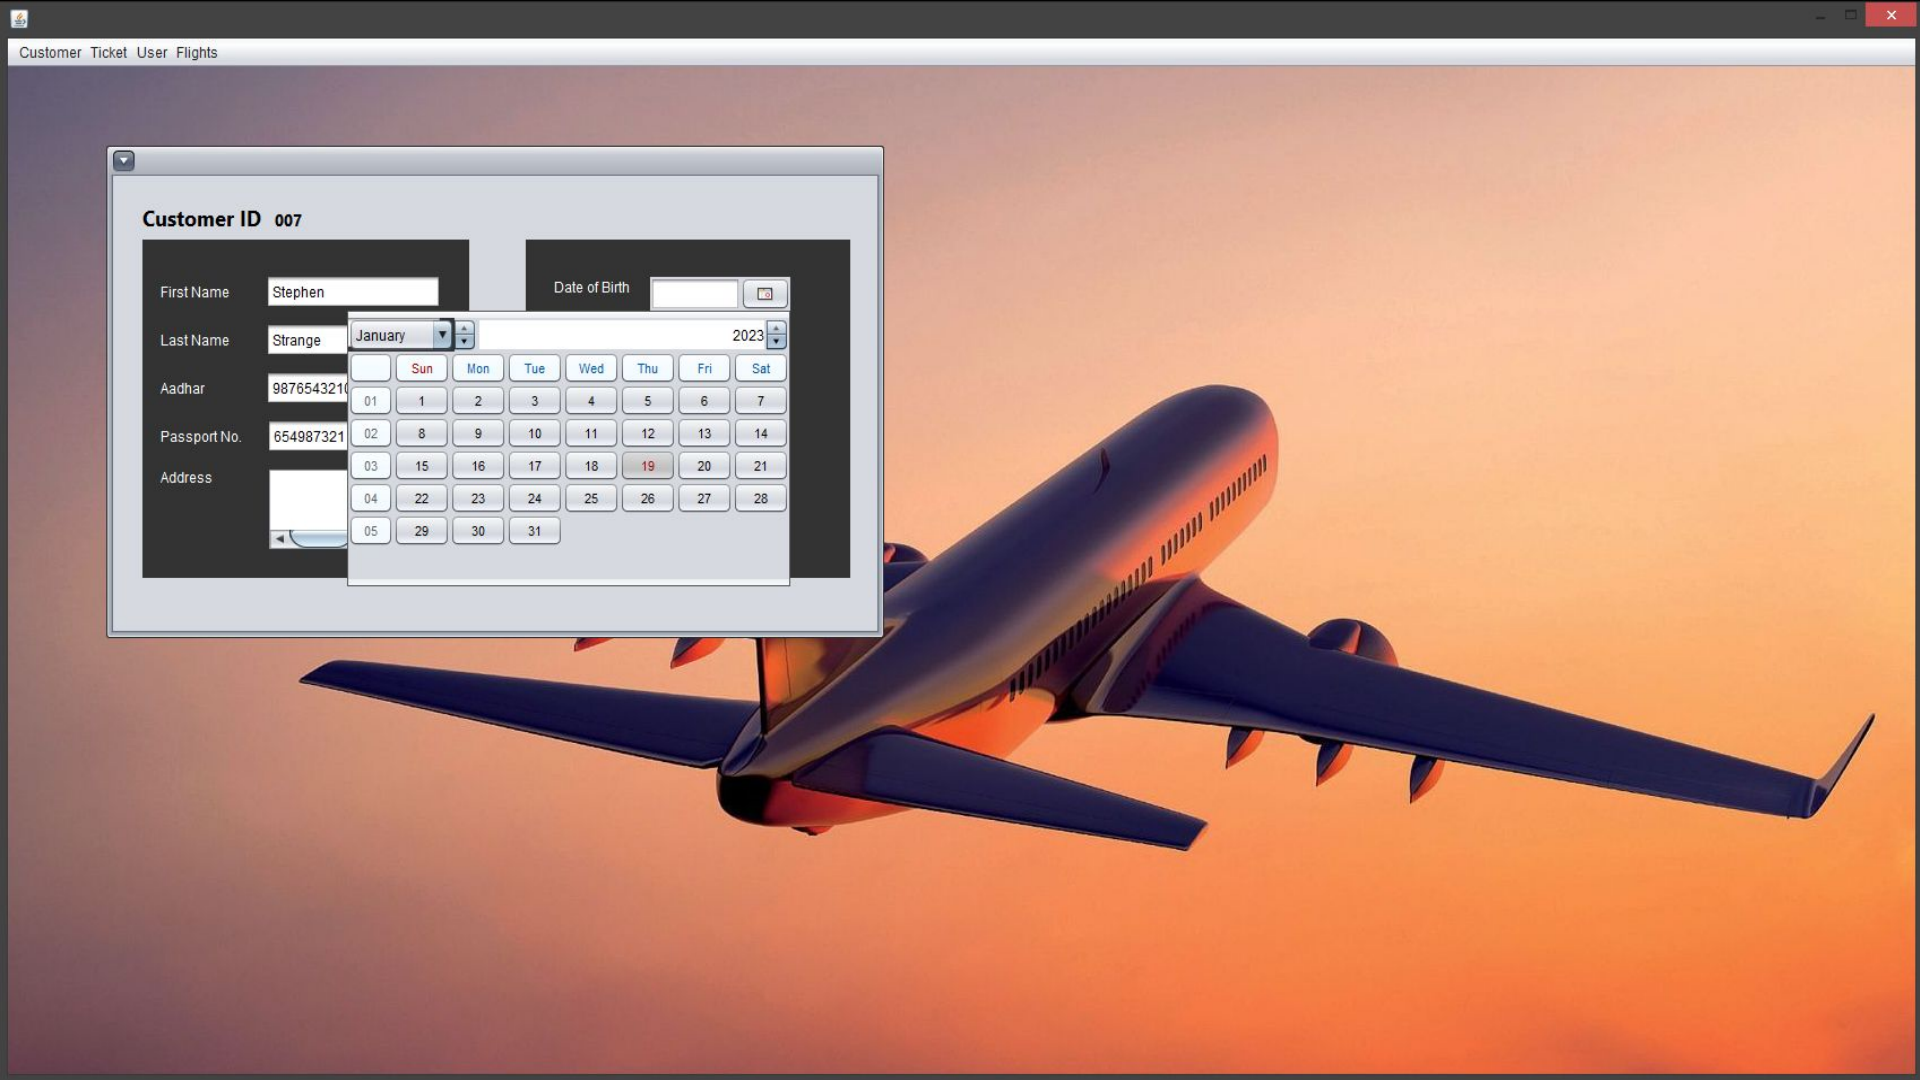 Customer Ticket User Flights
Customer ID 007
First Name Stephen
Date of Birth
Last Name Strange
January 2023
Aadhar 9876543210
Sun Mon Tue Wed Thu Fri Sat
01 1 2 3 4 5 6 7
Passport No. 654987321
02 8 9 10 11 12 13 14
03 15 16 17 18 19 20 21
Address
04 22 23 24 25 26 27 28
05 29 30 31